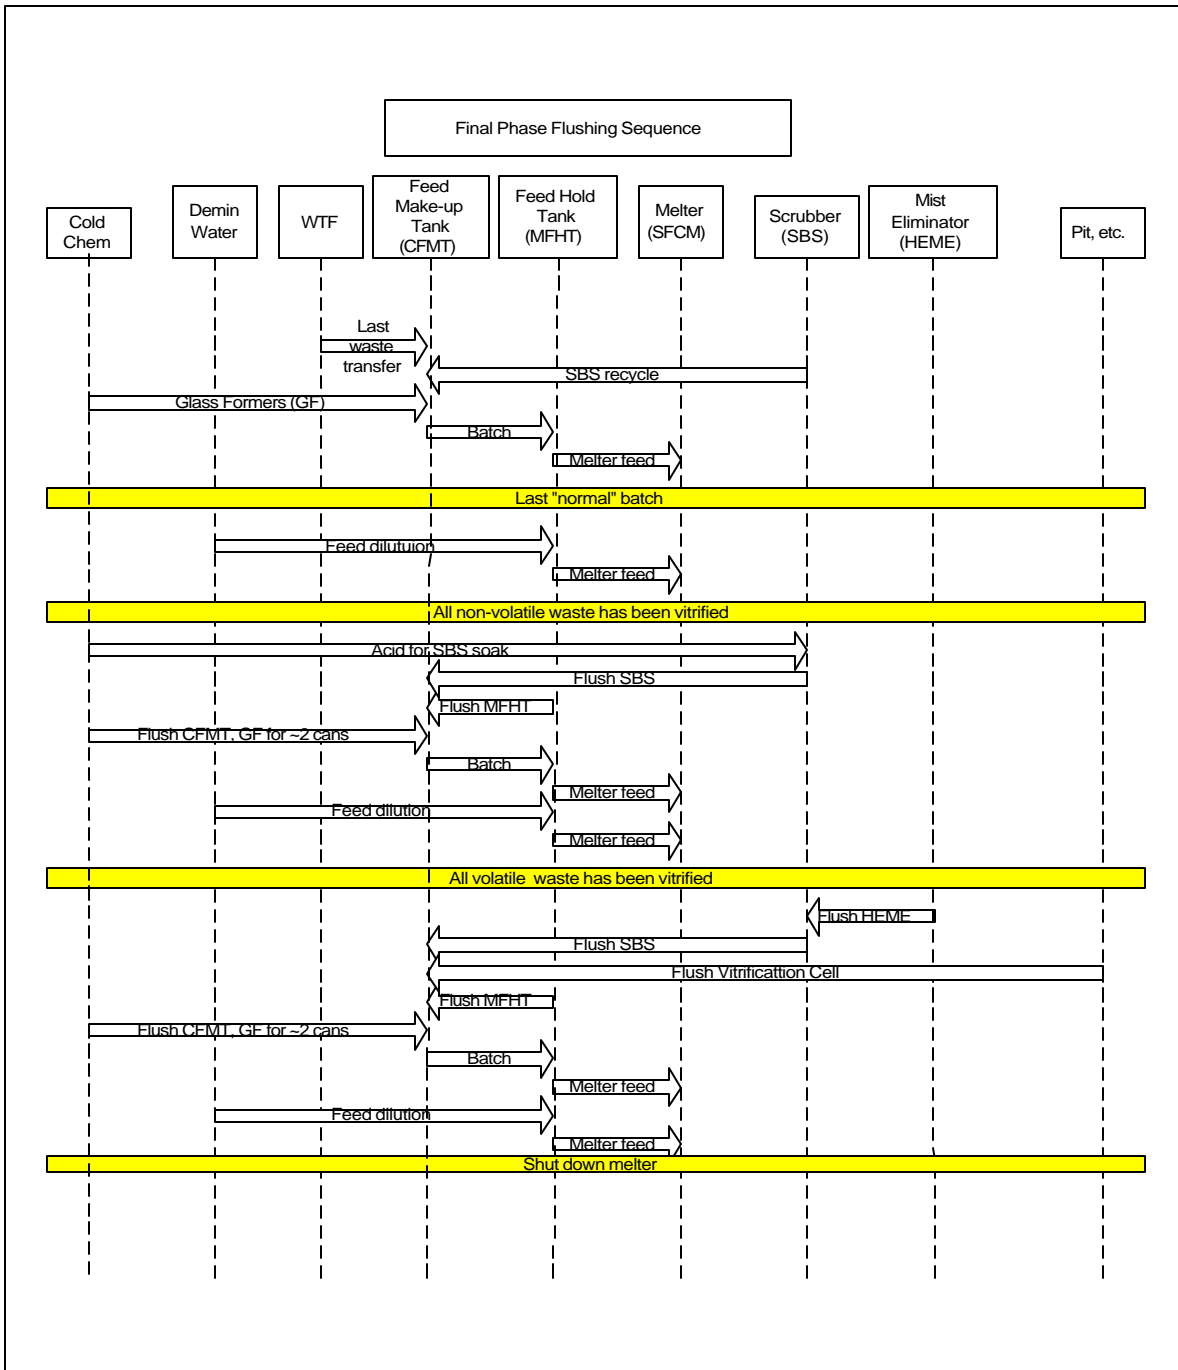 Final Phase Flushing Sequence
Cold
Chem
Demin
Water
WTF
Feed
Make-up
Tank
(CFMT)
Feed Hold
Tank
(MFHT)
Melter
(SFCM)
Scrubber
(SBS)
Mist
Eliminator
(HEME)
Pit, etc.
Last
waste
transfer
SBS recycle
Glass Formers (GF)
Batch
Melter feed
Last "normal" batch
Feed dilutuion
Melter feed
All non-volatile waste has been vitrified
Acid for SBS soak
Flush SBS
Flush MFHT
Flush CFMT, GF for ~2 cans
Batch
Melter feed
Feed dilution
Melter feed
All volatile waste has been vitrified
Flush HEME
Flush SBS
Flush Vitrificattion Cell
Flush MFHT
Flush CFMT, GF for ~2 cans
Batch
Melter feed
Feed dilution
Melter feed
Shut down melter